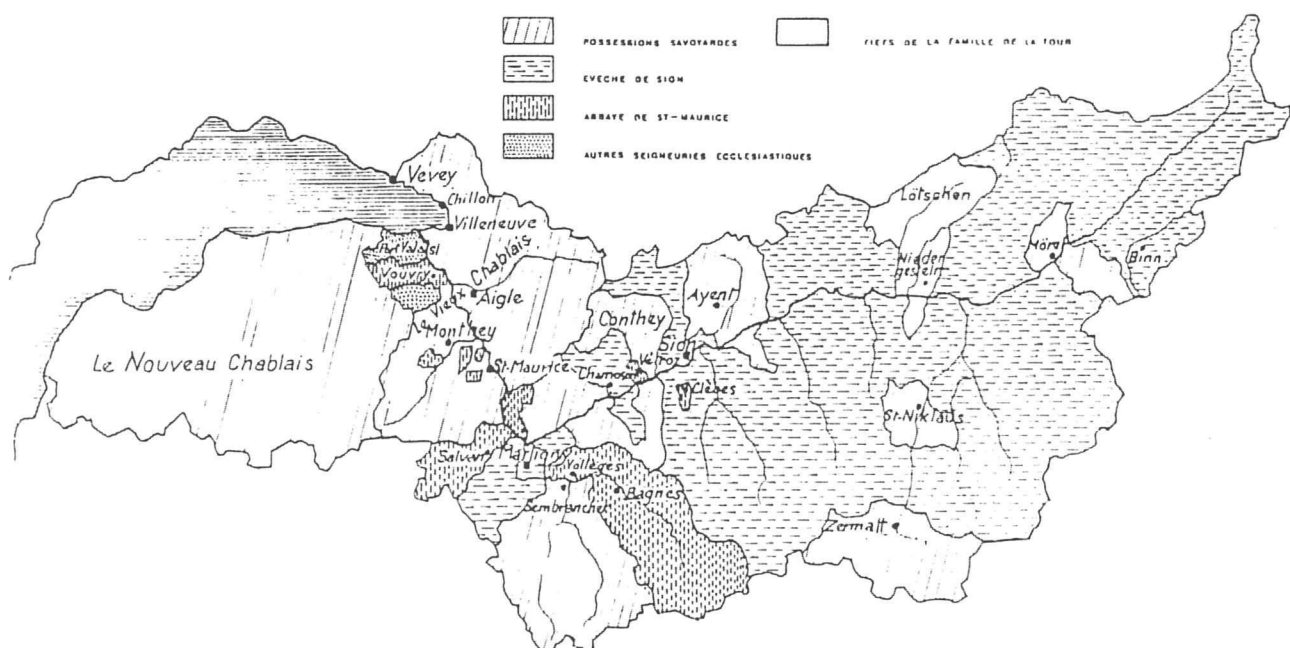 POSSESSIONS SAVOYARDES
FIEFS DE LA FAMILLE DE LA TOUR
EVECHE DE SION
ABBAYE DE ST-MAURICE
AUTRES SEIGNEURIES ECCLESIASTIQUES
Vevey
Chillon
Villeneuve
Lötschen
Niedergesteln
Mörel
Binn
Vouvry
Le Vieux Chablais
Aigle
Monthey
Ayent
Conthey
Sion
Le Nouveau Chablais
St-Maurice
Vétroz
Chamoson
Clèbes
St-Niklaus
Salvan
Martigny
Vollèges
Bagnes
Sembrancher
Zermatt